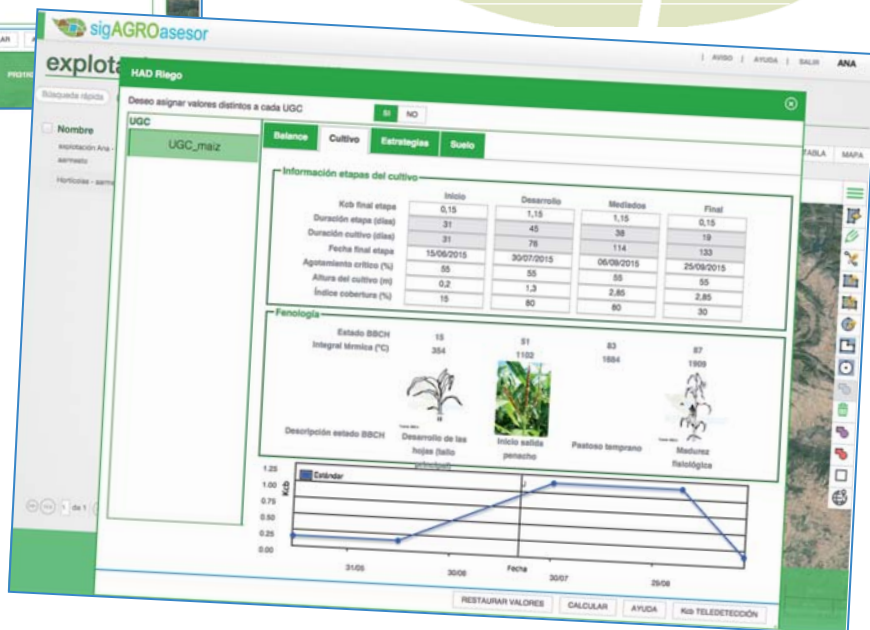 sigAGROasesor
| AVISO | AYUDA | SALIR ANA
explota
HAD Riego
Búsqueda rápida
Deseo asignar valores distintos a cada UGC SI NO
Nombre
explotación Ana -
sarmiento
TABLA MAPA
UGC
UGC_maiz
Balance Cultivo Estrategias Suelo
Información etapas del cultivo
Inicio Desarrollo Mediados Final
Kcb final etapa 0,15 1,15 1,15 0,15
Duración etapa (días) 31 45 38 19
Duración cultivo (días) 31 76 114 133
Fecha final etapa 15/06/2015 30/07/2015 06/09/2015 25/09/2015
Agotamiento crítico (%) 55 55 55 55
Altura del cultivo (m) 0,2 1,3 2,85 2,85
Índice cobertura (%) 15 80 80 30
Fenología
Estado BBCH 15 51 83 87
Integral térmica (°C) 354 1102 1684 1909
Descripción estado BBCH Desarrollo de las hojas (tallo principal) Inicio salida penacho Pastoso temprano Madurez fisiológica
Estándar
Kcb
1.25
1.00
0.75
0.50
0.25
0.00
31/05 30/06 Fecha 30/07 29/08
1 de 1
RESTAURAR VALORES CALCULAR AYUDA Kcb TELEDETECCIÓN